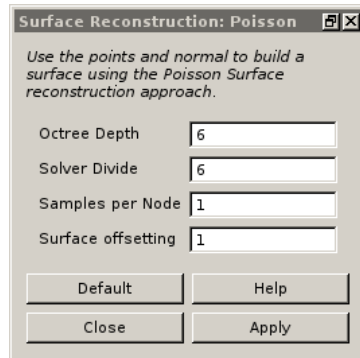 Surface Reconstruction: Poisson
Use the points and normal to build a
surface using the Poisson Surface
reconstruction approach.
Octree Depth 6
Solver Divide 6
Samples per Node 1
Surface offsetting 1
Default Help
Close Apply